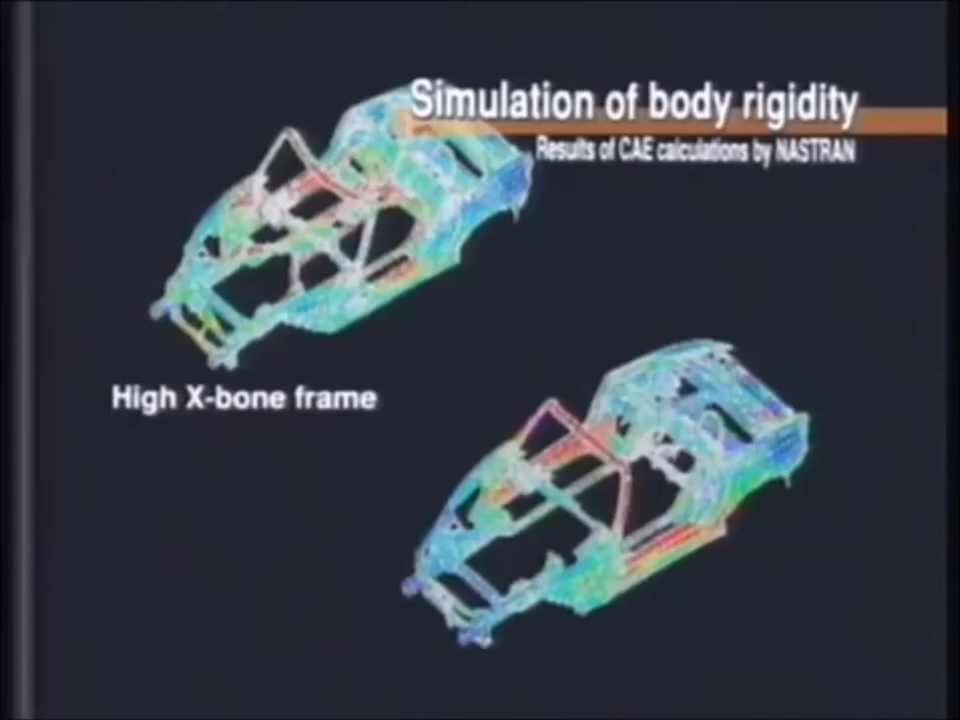 Simulation of body rigidity
Results of CAE calculations by NASTRAN
High X-bone frame